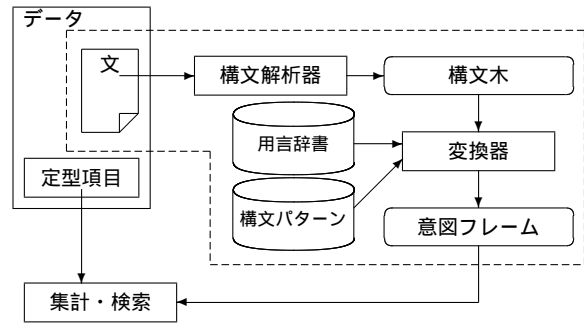 データ
文
構文解析器
構文木
用言辞書
変換器
定型項目
構文パターン
意図フレーム
集計・検索